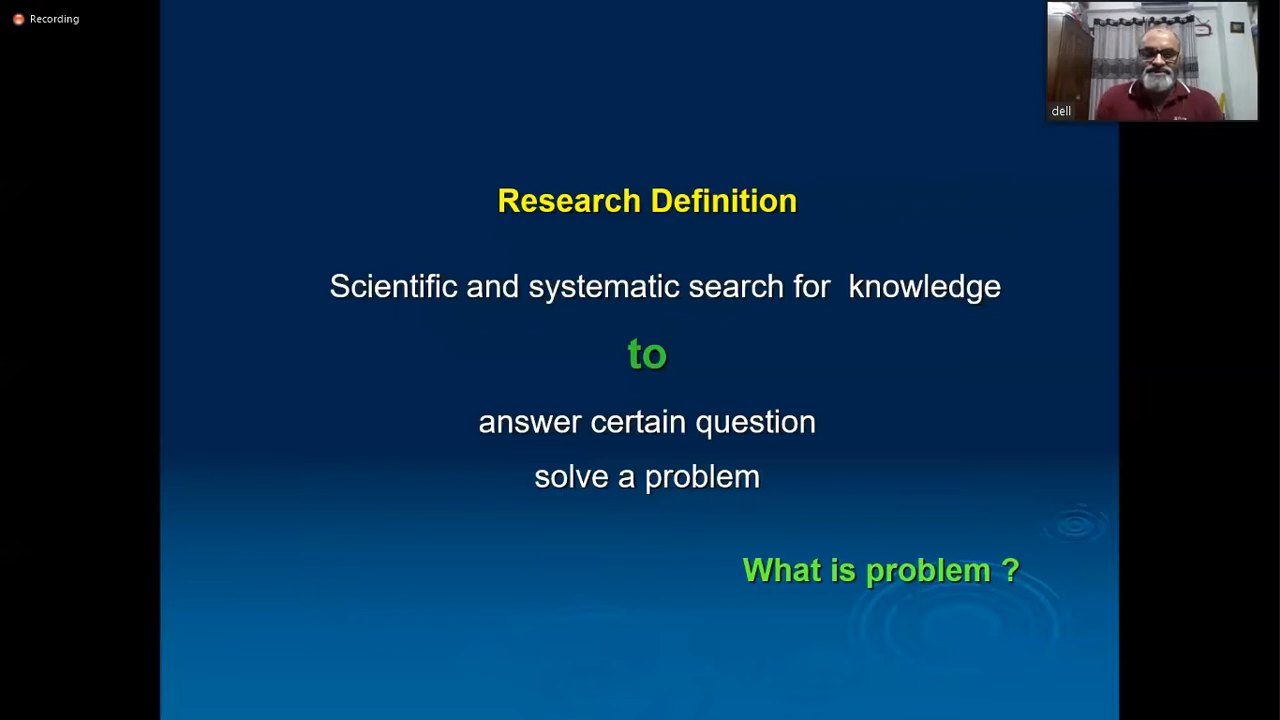 Recording
dell
Research Definition
Scientific and systematic search for knowledge
to
answer certain question
solve a problem
What is problem ?